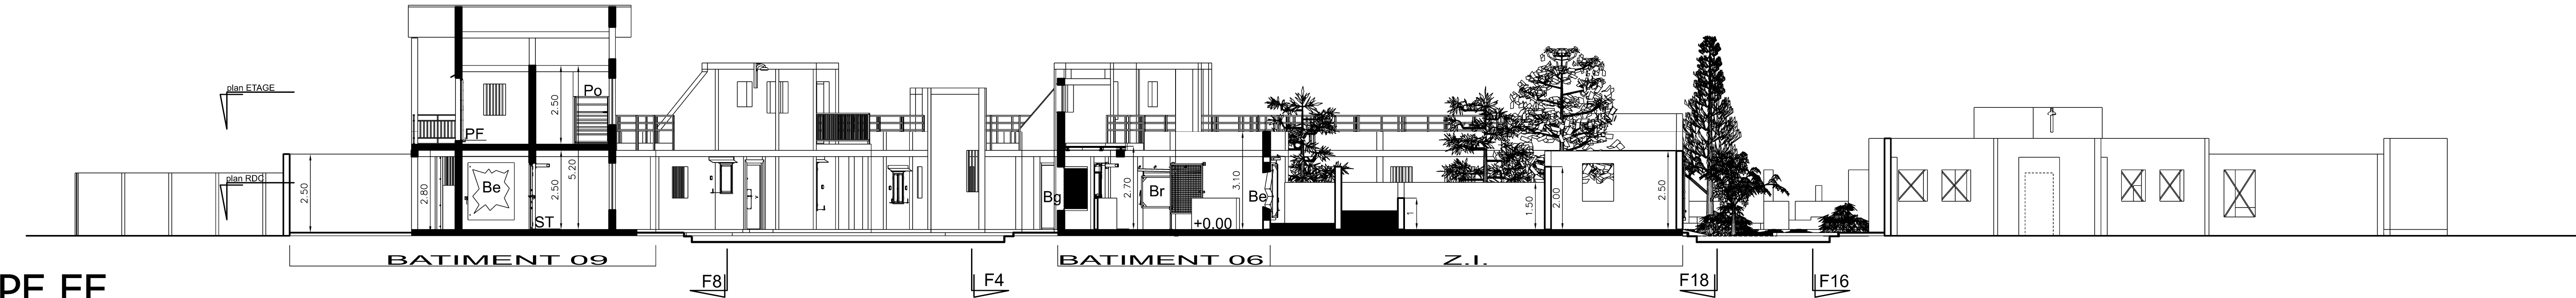 plan ETAGE
Po
2.50
PF
plan RDC
2.50
2.80
Be
2.50
5.20
ST
Bg
2.70
Br
+0.00
3.10
Be
1
1.50
2.00
2.50
BATIMENT 09
BATIMENT 06
Z.I.
F8
F4
F18
F16